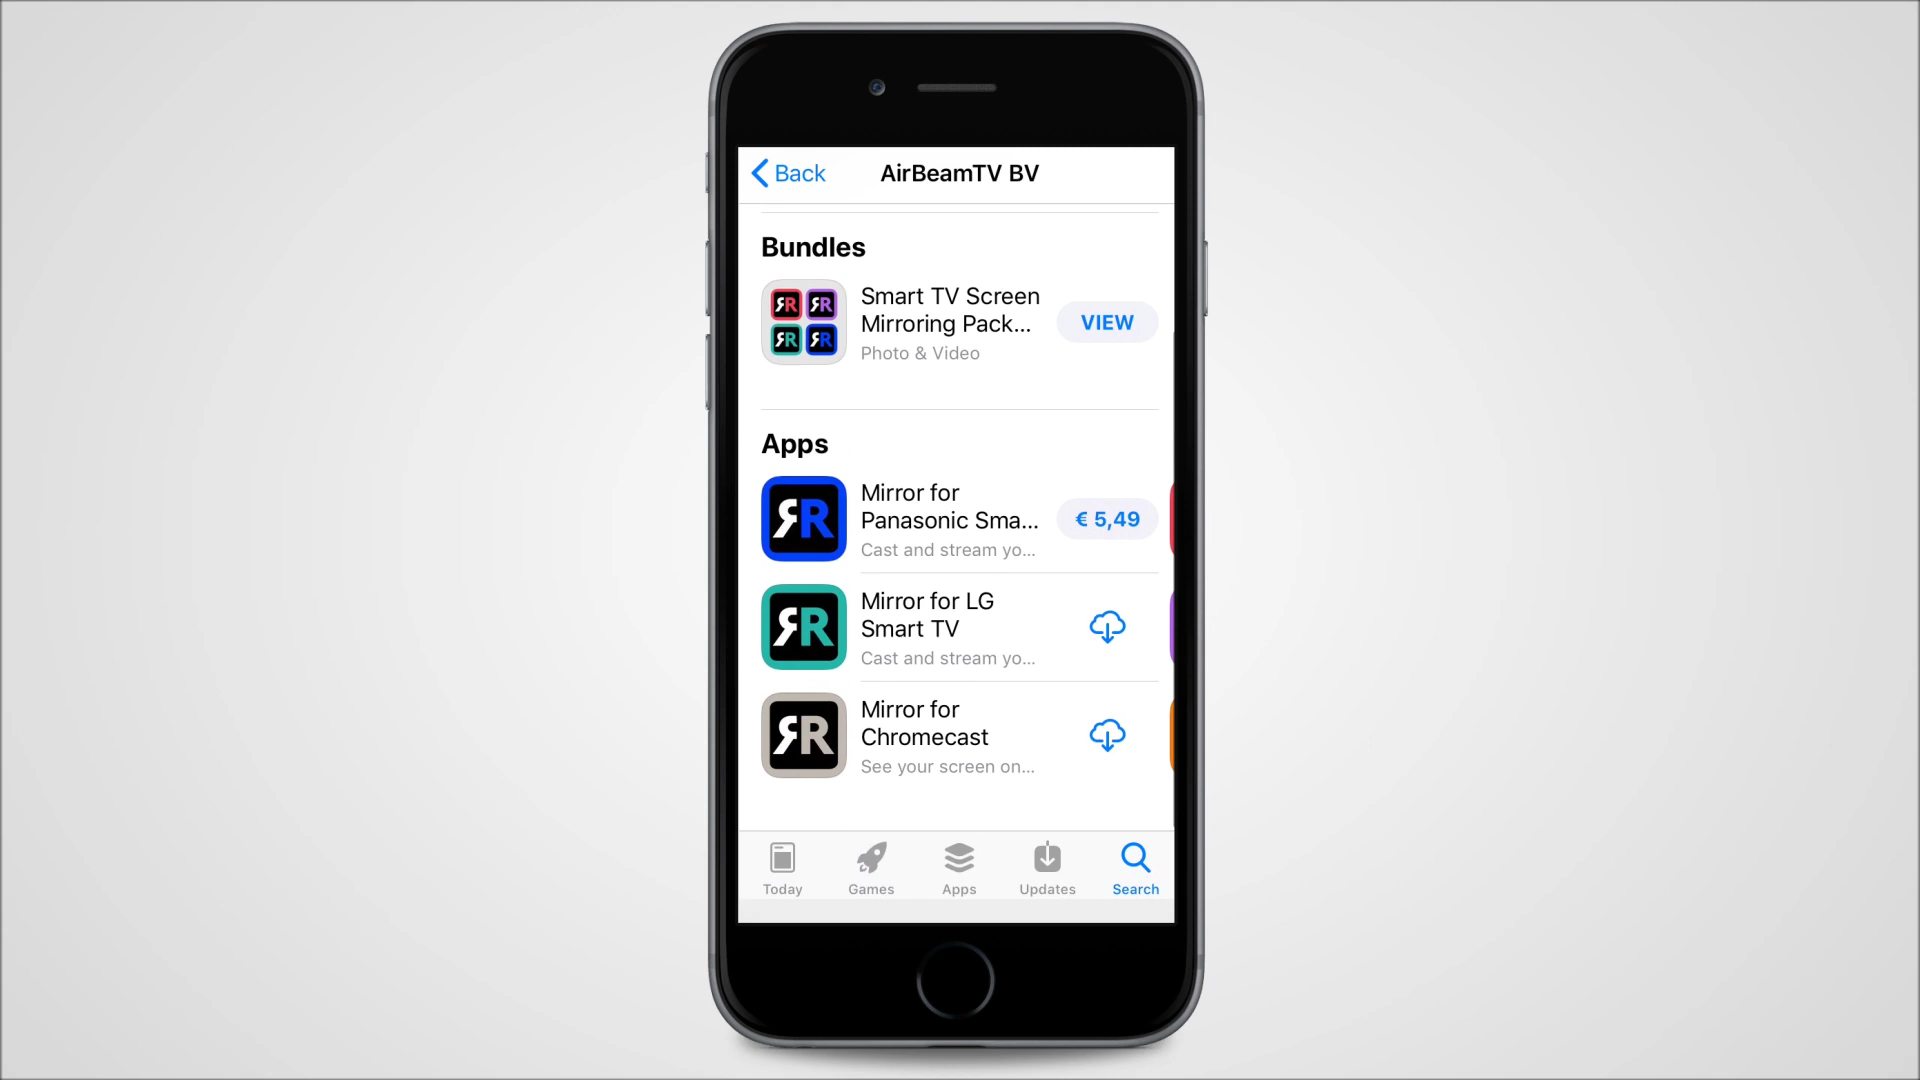 Back
AirBeamTV BV
Bundles
Smart TV Screen
Mirroring Pack...
Photo & Video
VIEW
Apps
Mirror for
Panasonic Sma...
Cast and stream yo...
€ 5,49
Mirror for LG
Smart TV
Cast and stream yo...
Mirror for
Chromecast
See your screen on...
Today
Games
Apps
Updates
Search